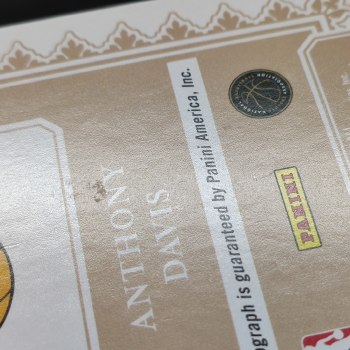 ANTHONY
DAVIS
ograph is guaranteed by Panini America, Inc.
PANINI